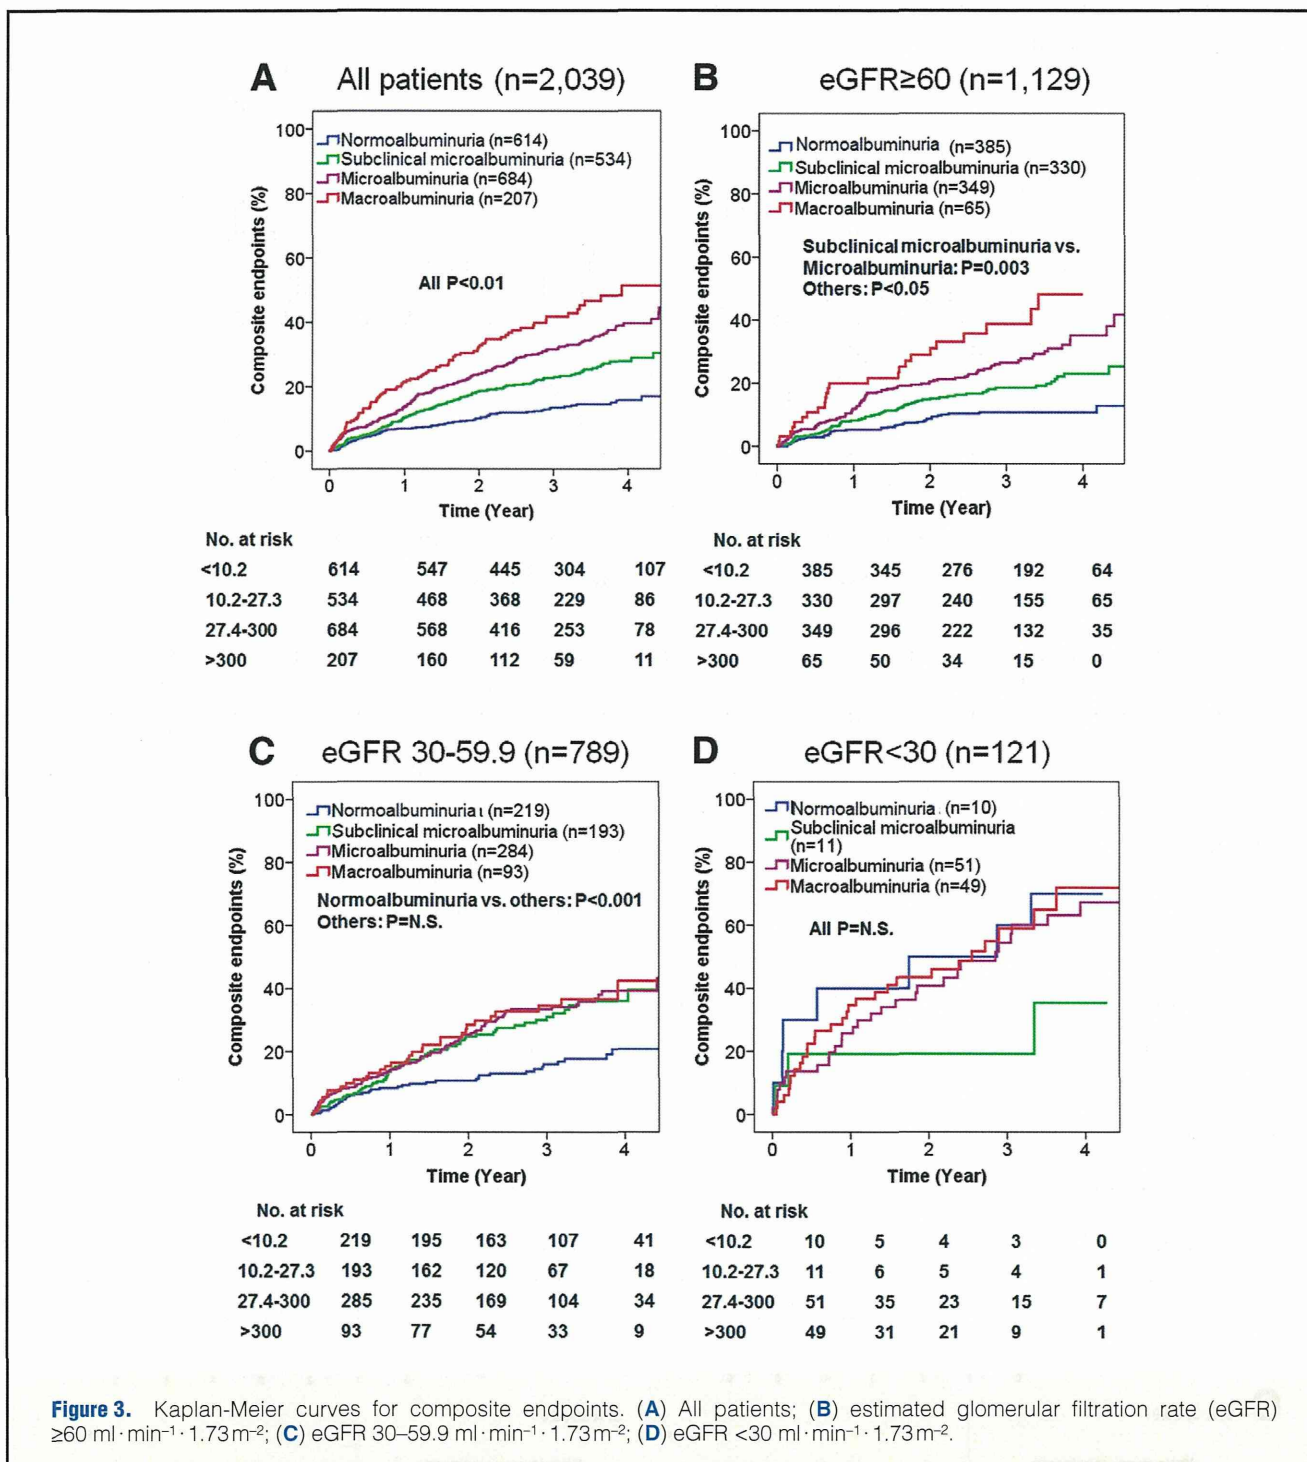 A All patients (n=2,039)
100
80
60
40
20
0
Composite endpoints (%)
Normoalbuminuria (n=614)
Subclinical microalbuminuria (n=534)
Microalbuminuria (n=684)
Macroalbuminuria (n=207)
All P<0.01
0 1 2 3 4
Time (Year)
No. at risk
<10.2 614 547 445 304 107
10.2-27.3 534 468 368 229 86
27.4-300 684 568 416 253 78
>300 207 160 112 59 11
B eGFR≥60 (n=1,129)
100
80
60
40
20
0
Composite endpoints (%)
Normoalbuminuria (n=385)
Subclinical microalbuminuria (n=330)
Microalbuminuria (n=349)
Macroalbuminuria (n=65)
Subclinical microalbuminuria vs.
Microalbuminuria: P=0.003
Others: P<0.05
0 1 2 3 4
Time (Year)
No. at risk
<10.2 385 345 276 192 64
10.2-27.3 330 297 240 155 65
27.4-300 349 296 222 132 35
>300 65 50 34 15 0
C eGFR 30-59.9 (n=789)
100
80
60
40
20
0
Composite endpoints (%)
Normoalbuminuria (n=219)
Subclinical microalbuminuria (n=193)
Microalbuminuria (n=284)
Macroalbuminuria (n=93)
Normoalbuminuria vs. others: P<0.001
Others: P=N.S.
0 1 2 3 4
Time (Year)
No. at risk
<10.2 219 195 163 107 41
10.2-27.3 193 162 120 67 18
27.4-300 285 235 169 104 34
>300 93 77 54 33 9
D eGFR<30 (n=121)
100
80
60
40
20
0
Composite endpoints (%)
Normoalbuminuria (n=10)
Subclinical microalbuminuria
(n=11)
Microalbuminuria (n=51)
Macroalbuminuria (n=49)
All P=N.S.
0 1 2 3 4
Time (Year)
No. at risk
<10.2 10 5 4 3 0
10.2-27.3 11 6 5 4 1
27.4-300 51 35 23 15 7
>300 49 31 21 9 1
Figure 3. Kaplan-Meier curves for composite endpoints. (A) All patients; (B) estimated glomerular filtration rate (eGFR)
≥60 ml·min⁻¹·1.73 m⁻²; (C) eGFR 30–59.9 ml·min⁻¹·1.73 m⁻²; (D) eGFR <30 ml·min⁻¹·1.73 m⁻².